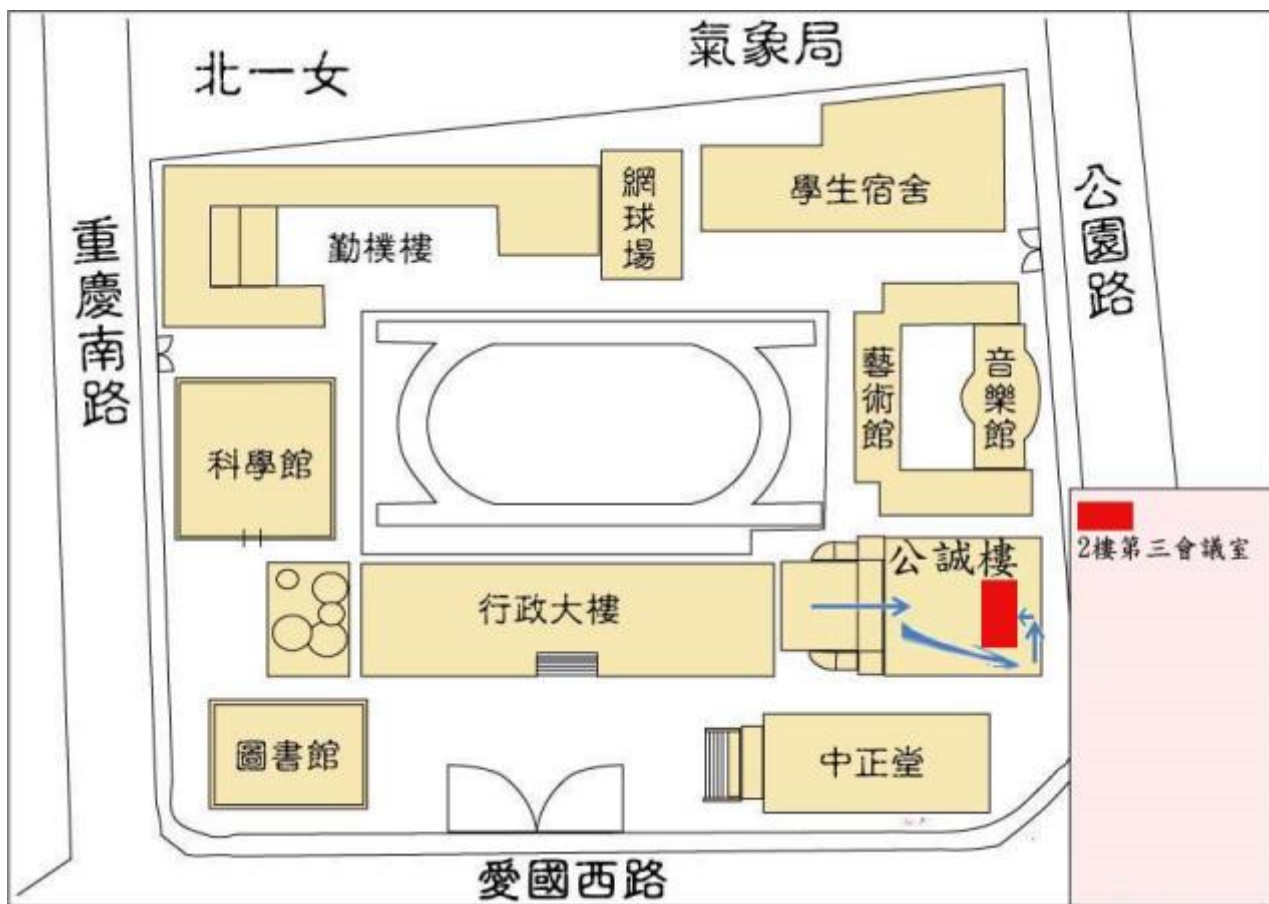 氣象局
北一女
公園路
重慶南路
網球場
學生宿舍
勤樸樓
藝術館
音樂館
科學館
2樓第三會議室
公誠樓
行政大樓
圖書館
中正堂
愛國西路